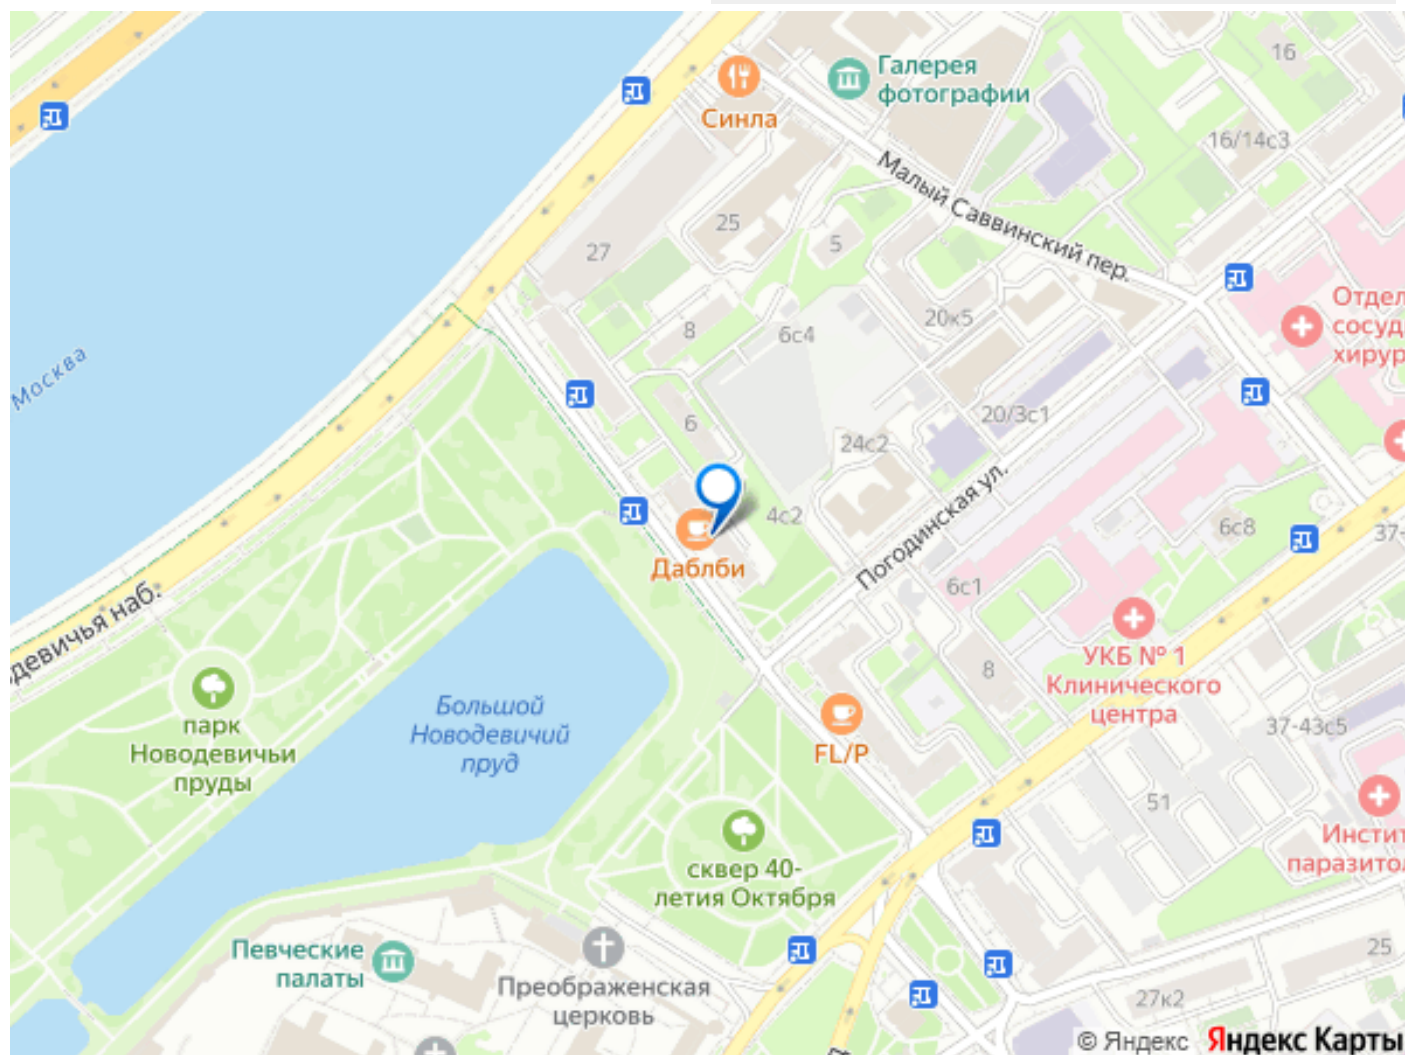 16
Галерея
фотографии
Синла
16/14с3
Малый Саввинский пер.
25
5
27
Отдел
сосуд
хирур
20к5
8
6с4
Москва
20/3с1
6
24с2
4с2
Погодинская ул.
6с8
37-
Даблби
6с1
девичья наб.
УКБ № 1
Клинического
центра
8
Большой
Новодевичий
пруд
парк
Новодевичьи
пруды
37-43с5
FL/P
51
Инстит
паразитол
сквер 40-
летия Октября
Певческие
палаты
25
Преображенская
церковь
27к2
© Яндекс Яндекс Карты